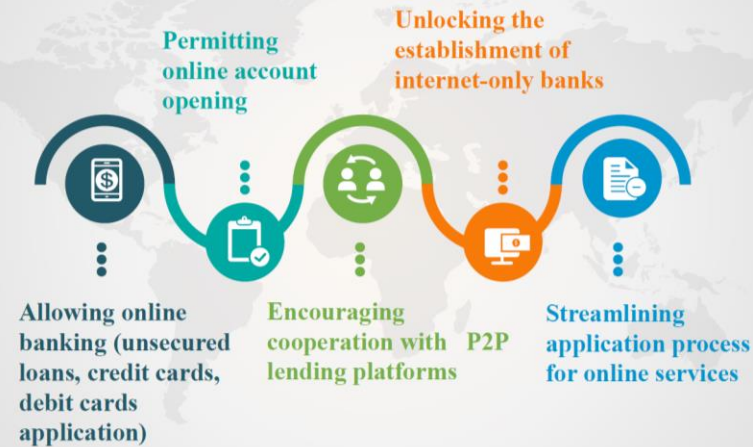 Allowing online
banking (unsecured
loans, credit cards,
debit cards
application)
Permitting
online account
opening
Encouraging
cooperation with P2P
lending platforms
Unlocking the
establishment of
internet-only banks
Streamlining
application process
for online services